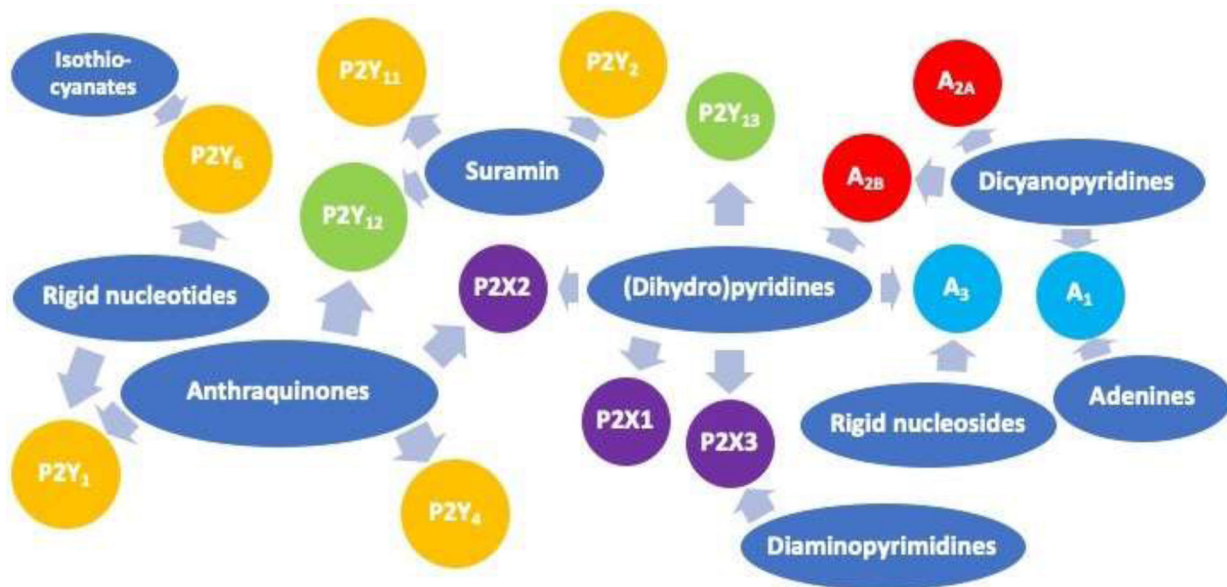 Isothio-
cyanates
P2Y₁₁
P2Y₂
A₂A
P2Y₁₃
P2Y₆
Suramin
A₂B
Dicyanopyridines
P2Y₁₂
Rigid nucleotides
P2X2
(Dihydro)pyridines
A₃
A₁
Anthraquinones
Adenines
P2X1
Rigid nucleosides
P2X3
P2Y₁
P2Y₄
Diaminopyrimidines